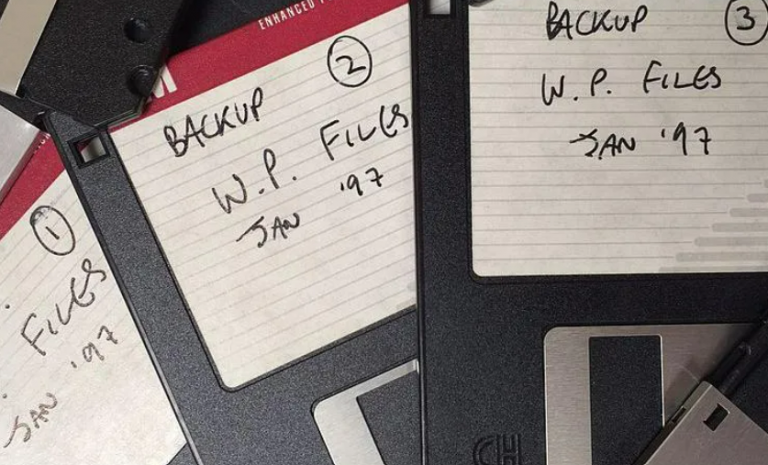 ENHANCED
2
BACKUP
W.P. FILES
JAN '97
3
BACKUP
W.P. FILES
JAN '97
1
FILES
JAN '97
CH